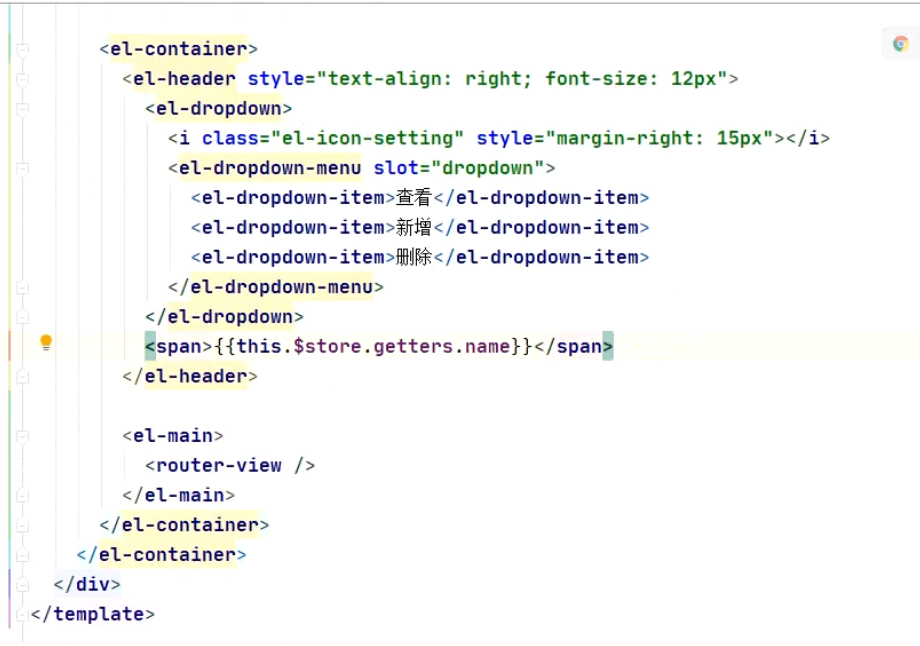 <el-container>
<el-header style="text-align: right; font-size: 12px">
<el-dropdown>
<i class="el-icon-setting" style="margin-right: 15px"></i>
<el-dropdown-menu slot="dropdown">
<el-dropdown-item>查看</el-dropdown-item>
<el-dropdown-item>新增</el-dropdown-item>
<el-dropdown-item>删除</el-dropdown-item>
</el-dropdown-menu>
</el-dropdown>
<span>{{this.$store.getters.name}}</span>
</el-header>
<el-main>
<router-view />
</el-main>
</el-container>
</el-container>
</div>
</template>